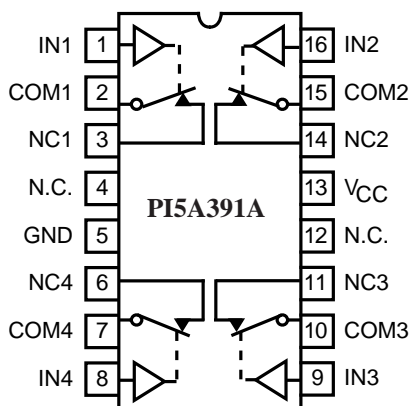 IN1 1 16 IN2
COM1 2 15 COM2
NC1 3 14 NC2
N.C. 4 PI5A391A 13 VCC
GND 5 12 N.C.
NC4 6 11 NC3
COM4 7 10 COM3
IN4 8 9 IN3